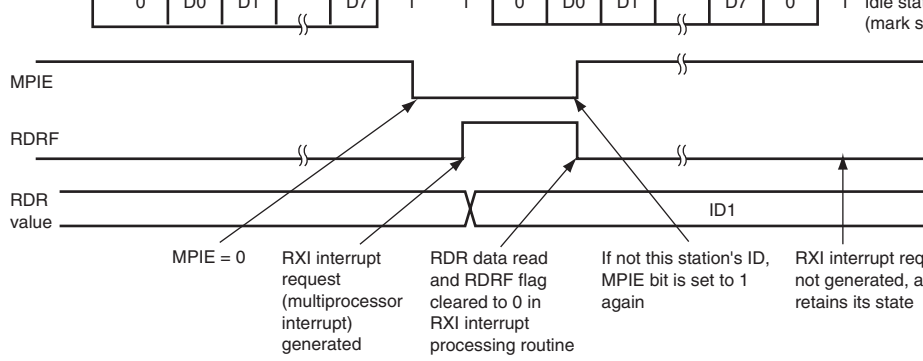 0 D0 D1 D7 1 1 0 D0 D1 D7 0 1 Idle
(mark
MPIE
RDRF
RDR
value
ID1
MPIE = 0
RXI interrupt
request
(multiprocessor
interrupt)
generated
RDR data read
and RDRF flag
cleared to 0 in
RXI interrupt
processing routine
If not this station's ID,
MPIE bit is set to 1
again
RXI interrupt
not generated,
retains its state